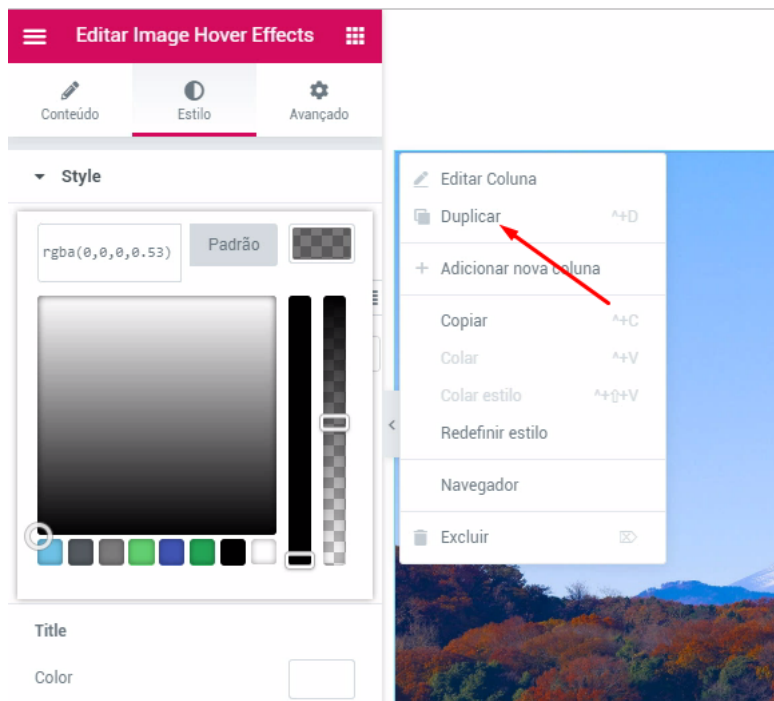 Editar Image Hover Effects
Conteúdo
Estilo
Avançado
Style
rgba(0,0,0,0.53)
Padrão
Title
Color
Editar Coluna
Duplicar ^+D
Adicionar nova coluna
Copiar ^+C
Colar ^+V
Colar estilo ^+⇧+V
Redefinir estilo
Navegador
Excluir ⌦